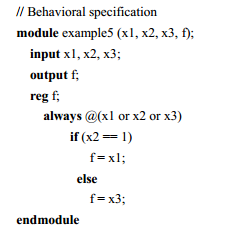 // Behavioral specification
module example5 (x1, x2, x3, f);
input x1, x2, x3;
output f;
reg f;
always @(x1 or x2 or x3)
if (x2 == 1)
f = x1;
else
f = x3;
endmodule